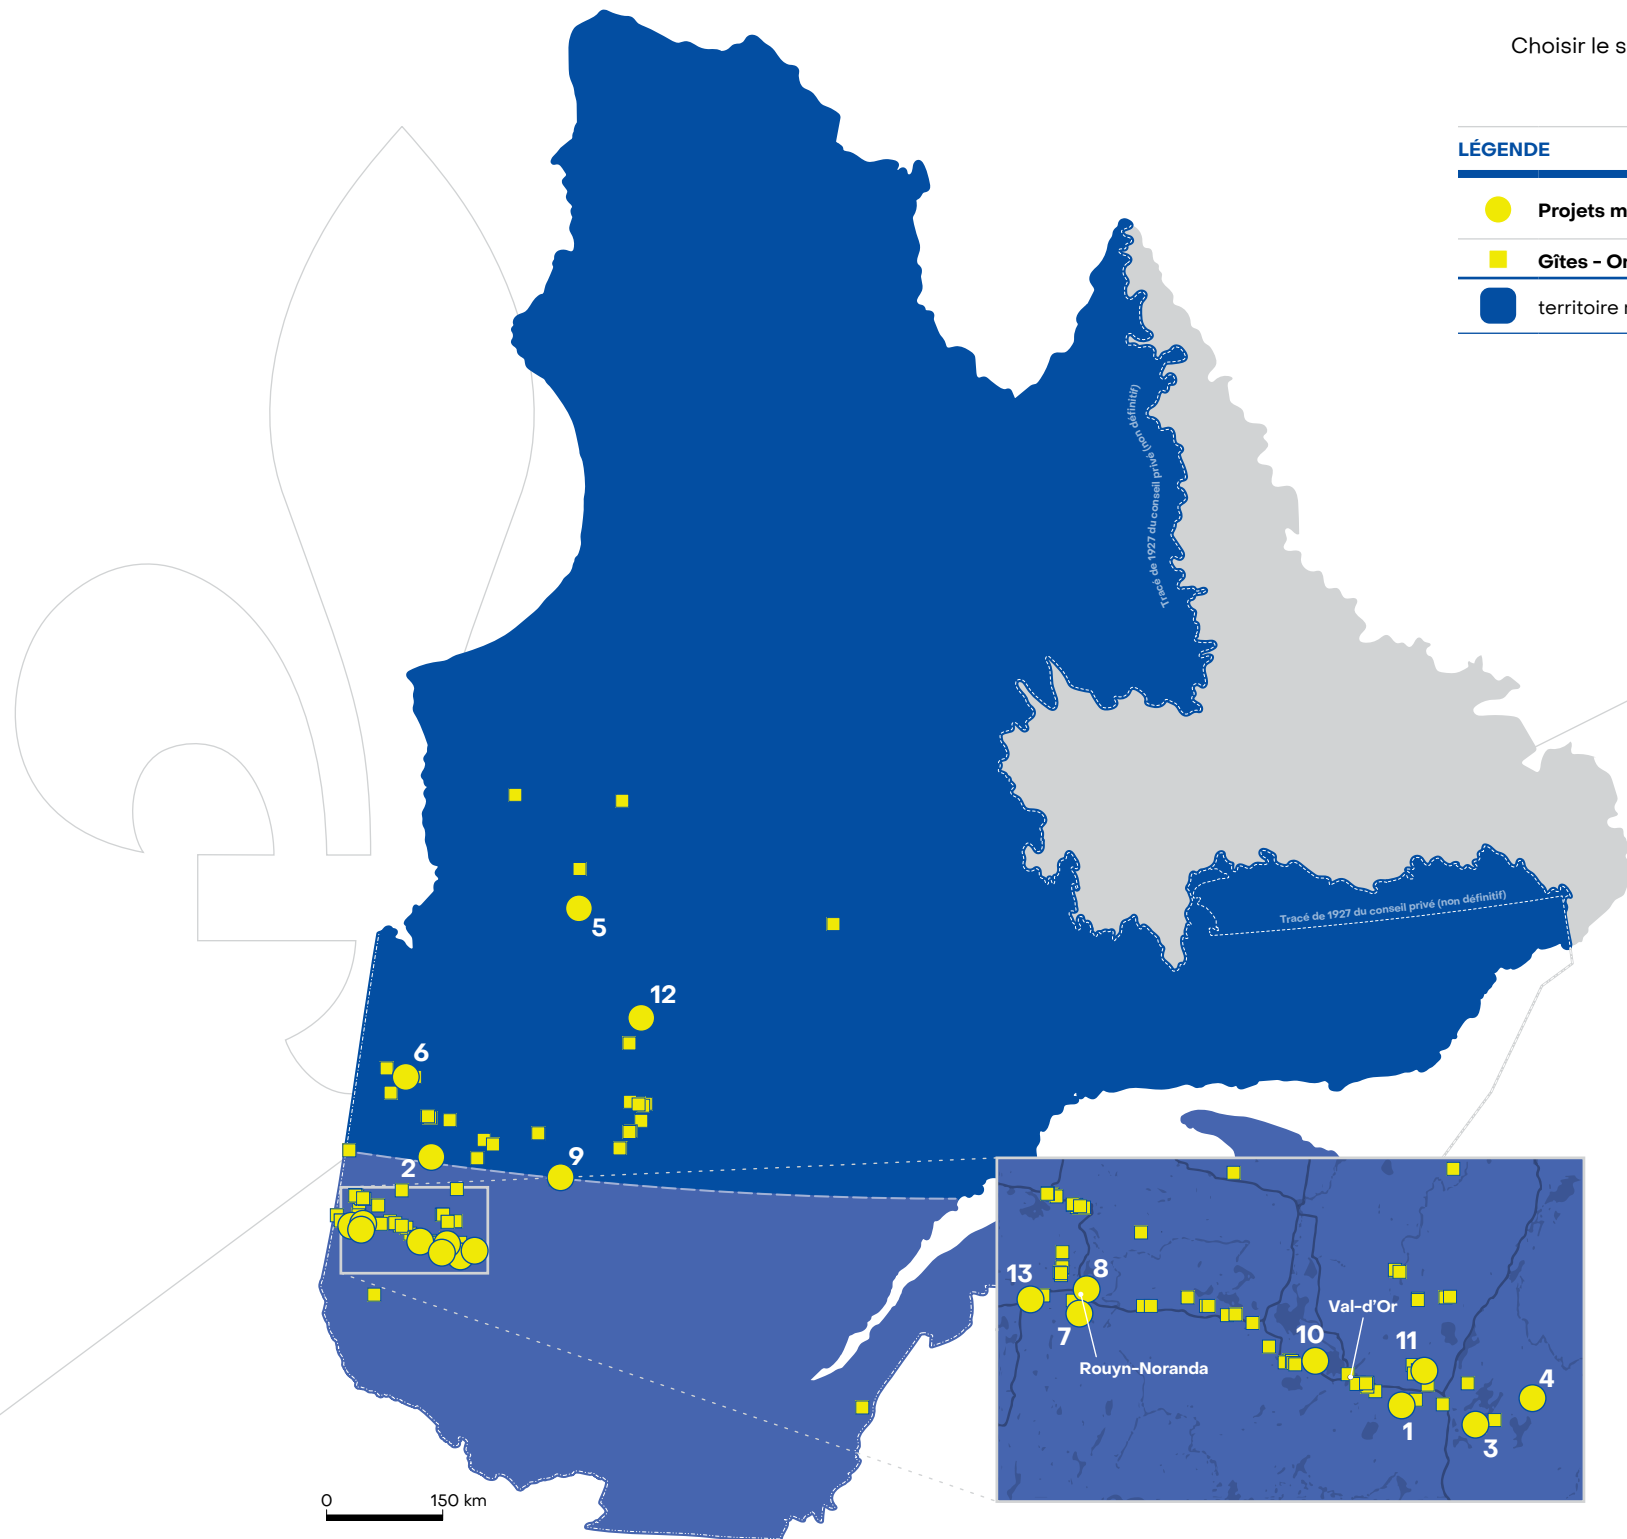 Choisir le s
LÉGENDE
Projets m
Gîtes - Or
territoire
Tracé de 1927 du conseil privé (non définitif)
Tracé de 1927 du conseil privé (non définitif)
5
12
6
2
9
13
8
7
Rouyn-Noranda
Val-d’Or
10
11
4
1
3
0 150 km